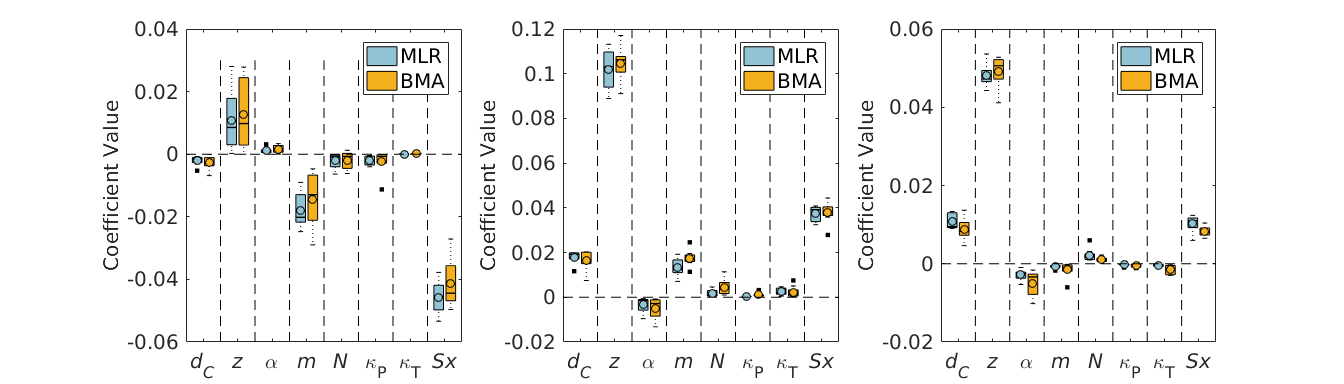 0.04
0.02
0
-0.02
-0.04
-0.06
Coefficient Value
MLR
BMA
d_C z α m N κ_P κ_T Sx
0.12
0.1
0.08
0.06
0.04
0.02
0
-0.02
Coefficient Value
MLR
BMA
d_C z α m N κ_P κ_T Sx
0.06
0.04
0.02
0
-0.02
Coefficient Value
MLR
BMA
d_C z α m N κ_P κ_T Sx